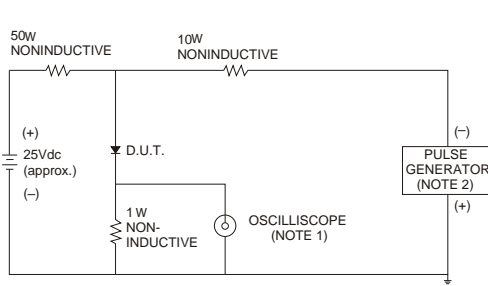 50W
NONINDUCTIVE
10W
NONINDUCTIVE
(+)
25Vdc
(approx.)
(–)
D.U.T.
1 W
NON-
INDUCTIVE
OSCILLISCOPE
(NOTE 1)
(–)
PULSE
GENERATOR
(NOTE 2)
(+)